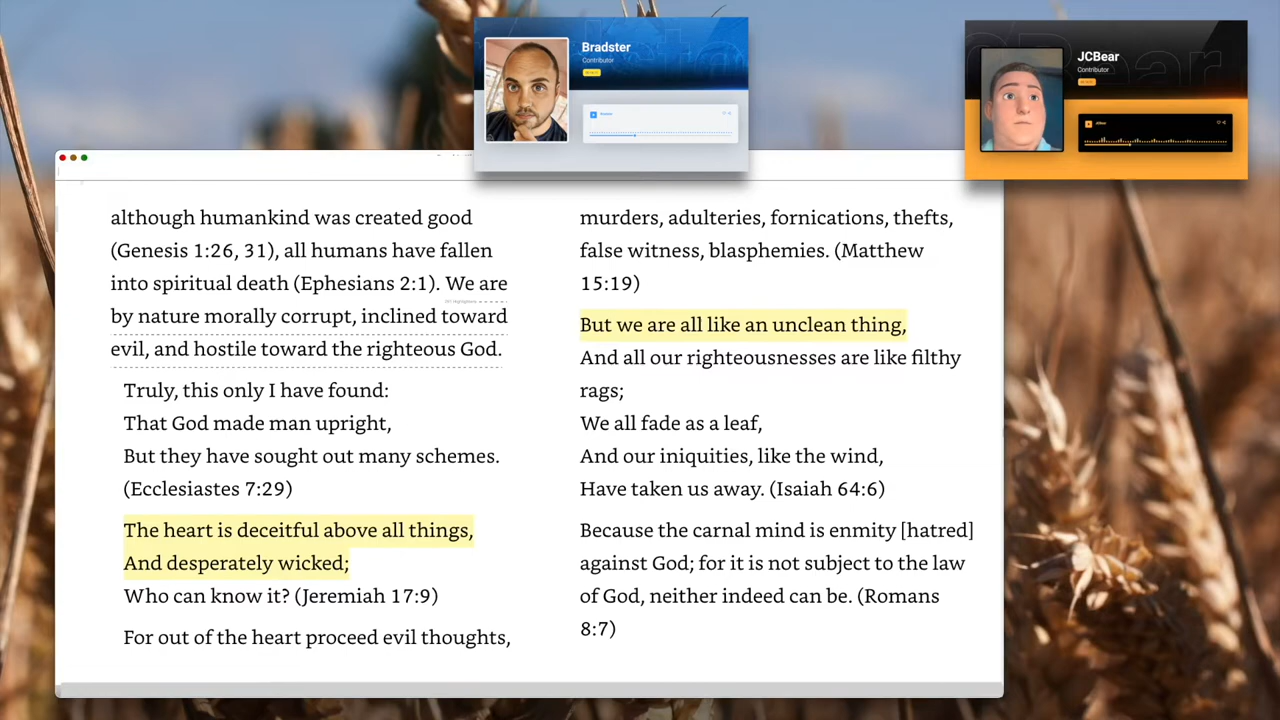 Bradster
Contributor
JCBear
Contributor
although humankind was created good
(Genesis 1:26, 31), all humans have fallen
into spiritual death (Ephesians 2:1). We are
by nature morally corrupt, inclined toward
evil, and hostile toward the righteous God.
Truly, this only I have found:
That God made man upright,
But they have sought out many schemes.
(Ecclesiastes 7:29)
The heart is deceitful above all things,
And desperately wicked;
Who can know it? (Jeremiah 17:9)
For out of the heart proceed evil thoughts,
murders, adulteries, fornications, thefts,
false witness, blasphemies. (Matthew
15:19)
But we are all like an unclean thing,
And all our righteousnesses are like filthy
rags;
We all fade as a leaf,
And our iniquities, like the wind,
Have taken us away. (Isaiah 64:6)
Because the carnal mind is enmity [hatred]
against God; for it is not subject to the law
of God, neither indeed can be. (Romans
8:7)